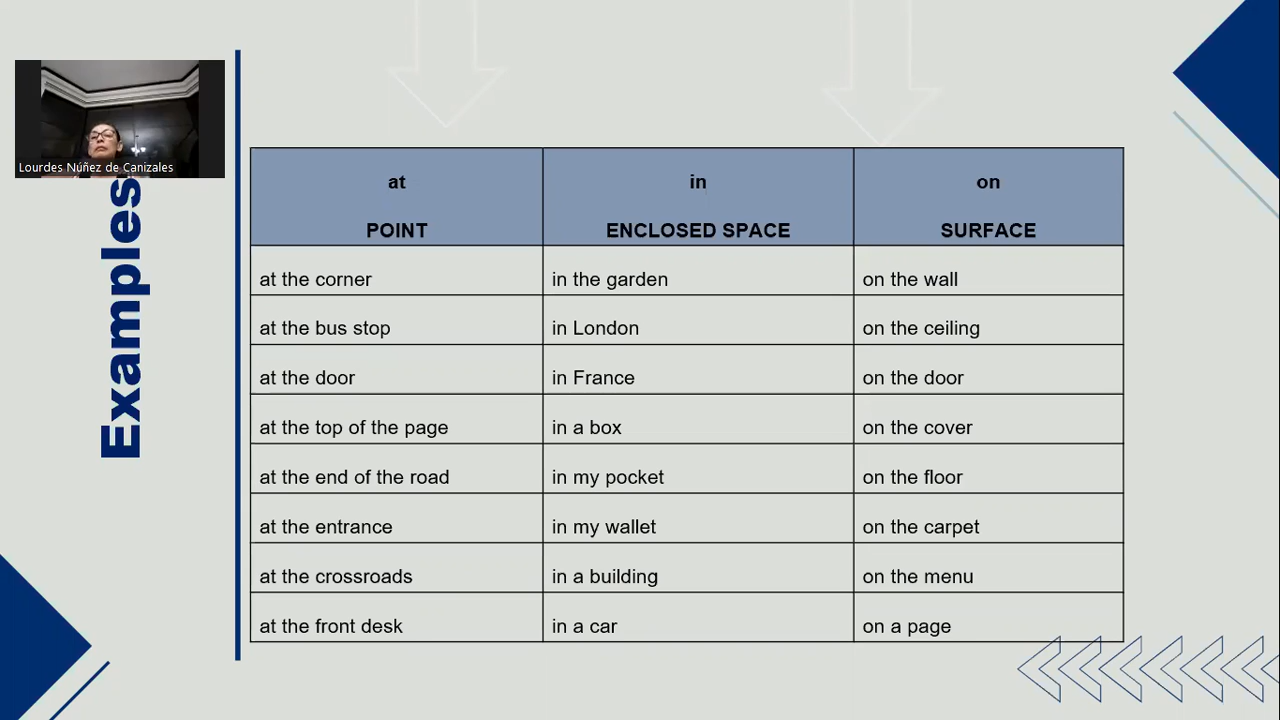 Lourdes Núñez de Canizales
Examples
at in on
POINT ENCLOSED SPACE SURFACE
at the corner in the garden on the wall
at the bus stop in London on the ceiling
at the door in France on the door
at the top of the page in a box on the cover
at the end of the road in my pocket on the floor
at the entrance in my wallet on the carpet
at the crossroads in a building on the menu
at the front desk in a car on a page